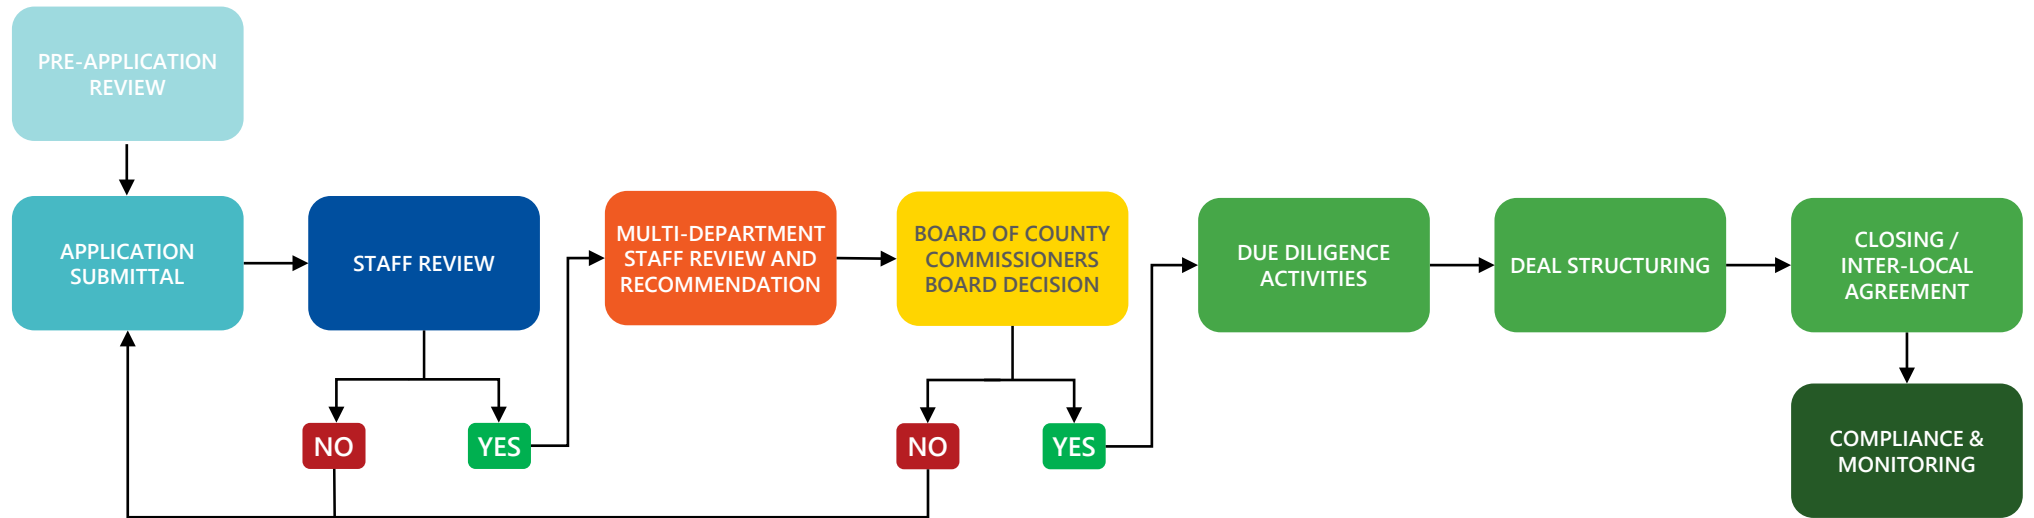 PRE-APPLICATION
REVIEW
APPLICATION
SUBMITTAL
STAFF REVIEW
NO
YES
MULTI-DEPARTMENT
STAFF REVIEW AND
RECOMMENDATION
BOARD OF COUNTY
COMMISSIONERS
BOARD DECISION
NO
YES
DUE DILIGENCE
ACTIVITIES
DEAL STRUCTURING
CLOSING /
INTER-LOCAL
AGREEMENT
COMPLIANCE &
MONITORING